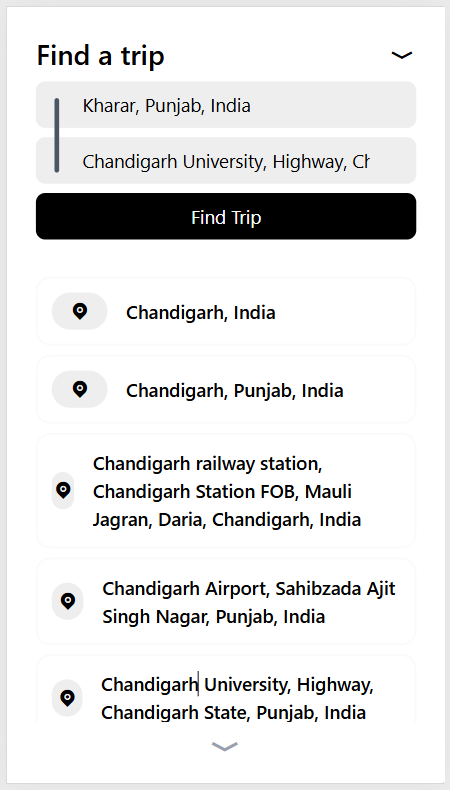 Find a trip
Kharar, Punjab, India
Chandigarh University, Highway, Ch
Find Trip
Chandigarh, India
Chandigarh, Punjab, India
Chandigarh railway station,
Chandigarh Station FOB, Mauli
Jagran, Daria, Chandigarh, India
Chandigarh Airport, Sahibzada Ajit
Singh Nagar, Punjab, India
Chandigarh University, Highway,
Chandigarh State, Punjab, India